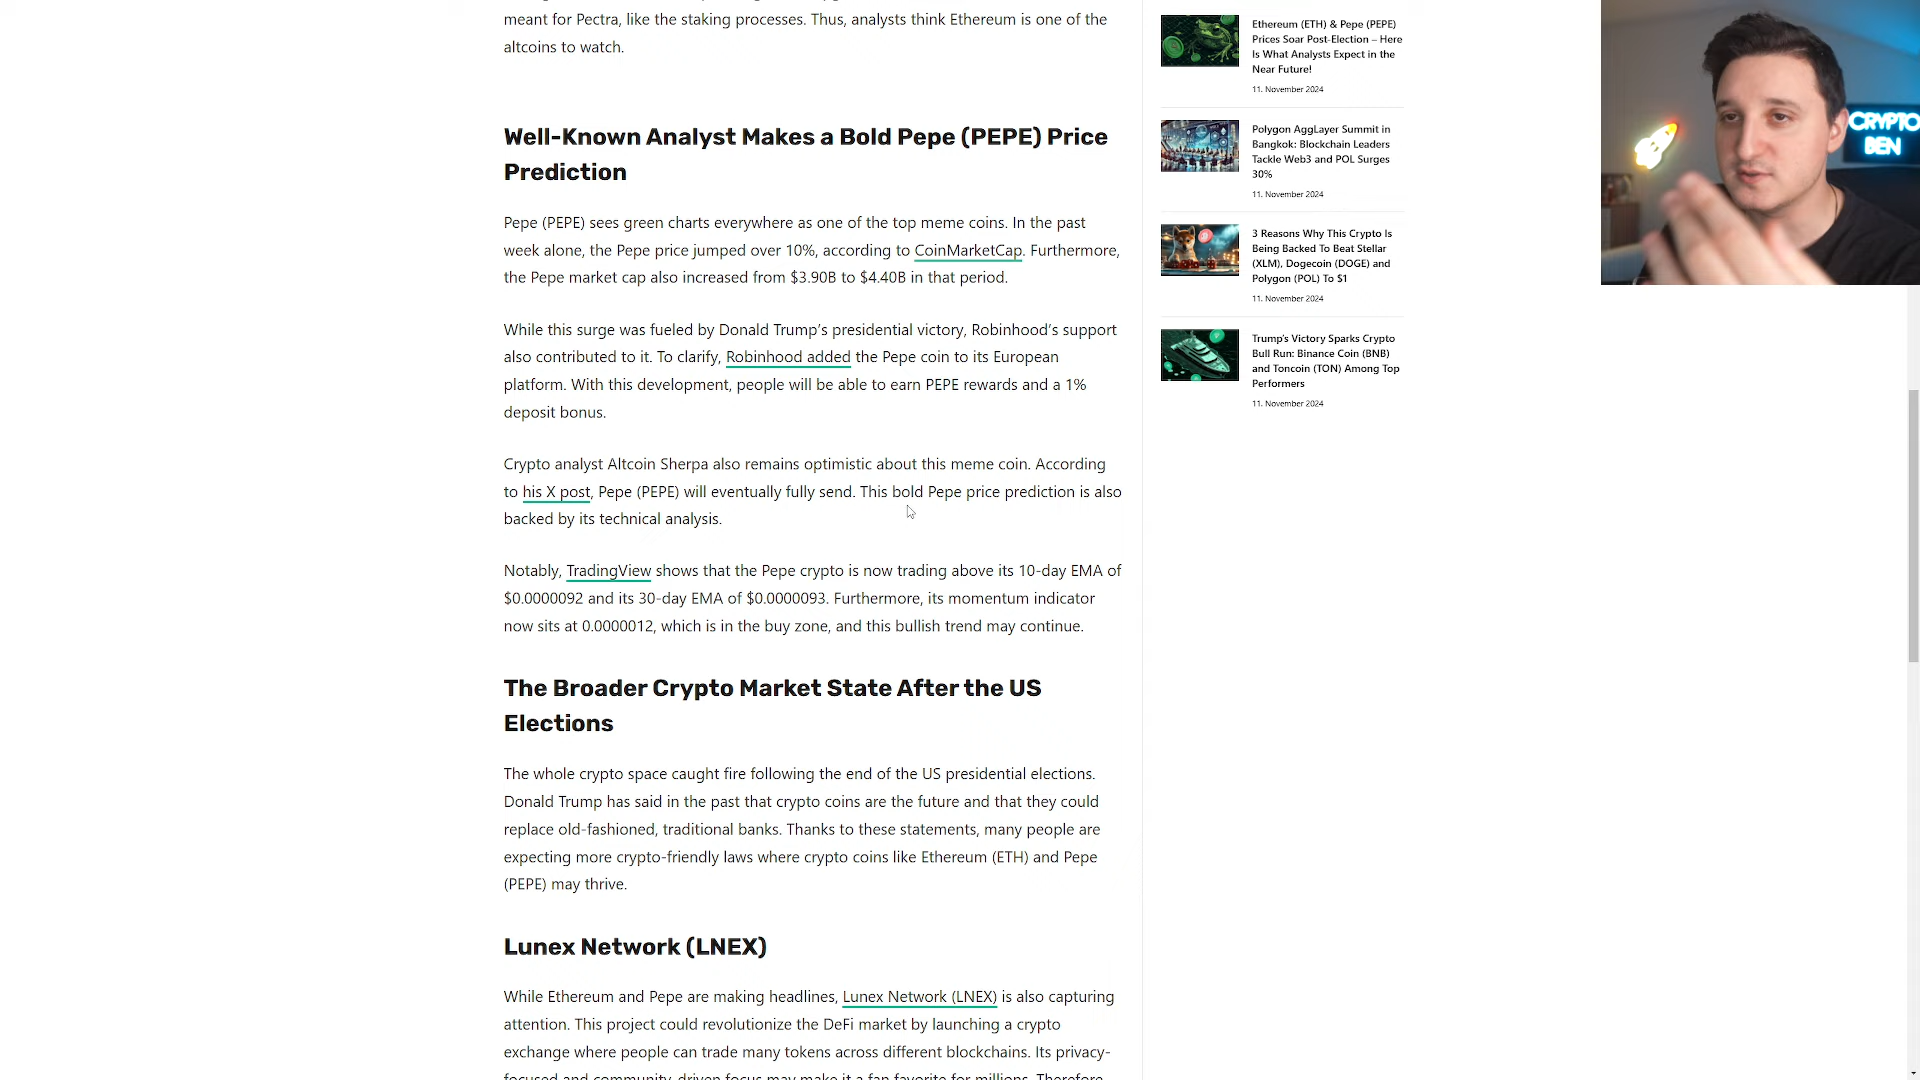 meant for Pectra, like the staking processes. Thus, analysts think Ethereum is one of the
altcoins to watch.
Well-Known Analyst Makes a Bold Pepe (PEPE) Price
Prediction
Pepe (PEPE) sees green charts everywhere as one of the top meme coins. In the past
week alone, the Pepe price jumped over 10%, according to CoinMarketCap. Furthermore,
the Pepe market cap also increased from $3.90B to $4.40B in that period.
While this surge was fueled by Donald Trump’s presidential victory, Robinhood’s support
also contributed to it. To clarify, Robinhood added the Pepe coin to its European
platform. With this development, people will be able to earn PEPE rewards and a 1%
deposit bonus.
Crypto analyst Altcoin Sherpa also remains optimistic about this meme coin. According
to his X post, Pepe (PEPE) will eventually fully send. This bold Pepe price prediction is also
backed by its technical analysis.
Notably, TradingView shows that the Pepe crypto is now trading above its 10-day EMA of
$0.0000092 and its 30-day EMA of $0.0000093. Furthermore, its momentum indicator
now sits at 0.0000012, which is in the buy zone, and this bullish trend may continue.
The Broader Crypto Market State After the US
Elections
The whole crypto space caught fire following the end of the US presidential elections.
Donald Trump has said in the past that crypto coins are the future and that they could
replace old-fashioned, traditional banks. Thanks to these statements, many people are
expecting more crypto-friendly laws where crypto coins like Ethereum (ETH) and Pepe
(PEPE) may thrive.
Lunex Network (LNEX)
While Ethereum and Pepe are making headlines, Lunex Network (LNEX) is also capturing
attention. This project could revolutionize the DeFi market by launching a crypto
exchange where people can trade many tokens across different blockchains. Its privacy-
focused and community-driven focus may make it a fan favorite for millions. Therefore,
Ethereum (ETH) & Pepe (PEPE)
Prices Soar Post-Election – Here
Is What Analysts Expect in the
Near Future!
11. November 2024
Polygon AggLayer Summit in
Bangkok: Blockchain Leaders
Tackle Web3 and POL Surges
30%
11. November 2024
3 Reasons Why This Crypto Is
Being Backed To Beat Stellar
(XLM), Dogecoin (DOGE) and
Polygon (POL) To $1
11. November 2024
Trump’s Victory Sparks Crypto
Bull Run: Binance Coin (BNB)
and Toncoin (TON) Among Top
Performers
11. November 2024
CRYPTO
BEN